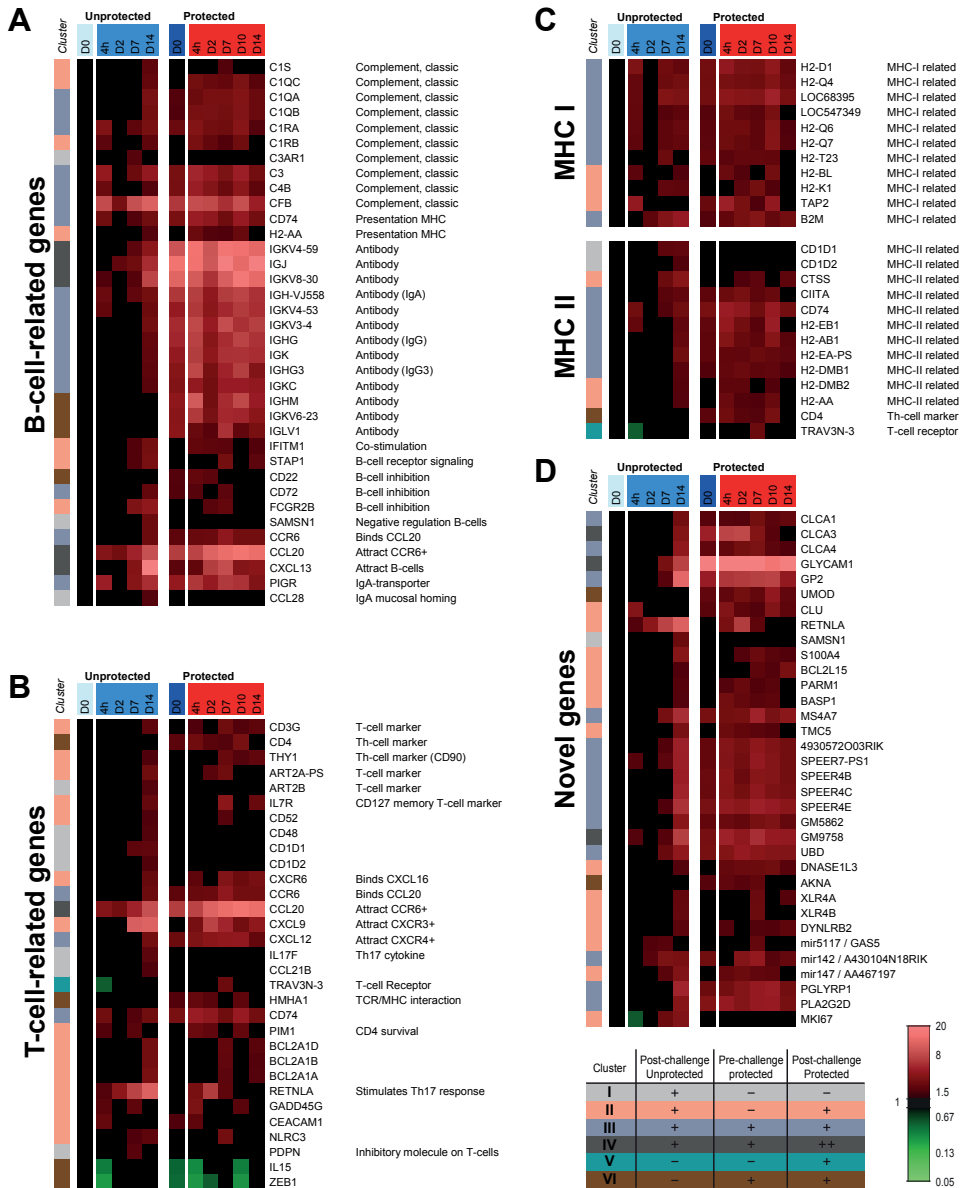 A
Unprotected Protected
Cluster D0 4h D2 D7 D14 D0 4h D2 D7 D10 D14
B-cell-related genes
C1S Complement, classic
C1QC Complement, classic
C1QA Complement, classic
C1QB Complement, classic
C1RA Complement, classic
C1RB Complement, classic
C3AR1 Complement, classic
C3 Complement, classic
C4B Complement, classic
CFB Complement, classic
CD74 Presentation MHC
H2-AA Presentation MHC
IGKV4-59 Antibody
IGJ Antibody
IGKV8-30 Antibody
IGH-VJ558 Antibody (IgA)
IGKV4-53 Antibody
IGKV3-4 Antibody
IGHG Antibody (IgG)
IGK Antibody
IGHG3 Antibody (IgG3)
IGKC Antibody
IGHM Antibody
IGKV6-23 Antibody
IGLV1 Antibody
IFITM1 Co-stimulation
STAP1 B-cell receptor signaling
CD22 B-cell inhibition
CD72 B-cell inhibition
FCGR2B B-cell inhibition
SAMSN1 Negative regulation B-cells
CCR6 Binds CCL20
CCL20 Attract CCR6+
CXCL13 Attract B-cells
PIGR IgA-transporter
CCL28 IgA mucosal homing
B
Unprotected Protected
Cluster D0 4h D2 D7 D14 D0 4h D2 D7 D10 D14
T-cell-related genes
CD3G T-cell marker
CD4 Th-cell marker
THY1 Th-cell marker (CD90)
ART2A-PS T-cell marker
ART2B T-cell marker
IL7R CD127 memory T-cell marker
CD52
CD48
CD1D1
CD1D2
CXCR6 Binds CXCL16
CCR6 Binds CCL20
CCL20 Attract CCR6+
CXCL9 Attract CXCR3+
CXCL12 Attract CXCR4+
IL17F Th17 cytokine
CCL21B
TRAV3N-3 T-cell Receptor
HMHA1 TCR/MHC interaction
CD74
PIM1 CD4 survival
BCL2A1D
BCL2A1B
BCL2A1A
RETNLA Stimulates Th17 response
GADD45G
CEACAM1
NLRC3
PDPN Inhibitory molecule on T-cells
IL15
ZEB1
C
Unprotected Protected
Cluster D0 4h D2 D7 D14 D0 4h D2 D7 D10 D14
MHC I
H2-D1 MHC-I related
H2-Q4 MHC-I related
LOC68395 MHC-I related
LOC547349 MHC-I related
H2-Q6 MHC-I related
H2-Q7 MHC-I related
H2-T23 MHC-I related
H2-BL MHC-I related
H2-K1 MHC-I related
TAP2 MHC-I related
B2M MHC-I related
MHC II
CD1D1 MHC-II related
CD1D2 MHC-II related
CTSS MHC-II related
CIITA MHC-II related
CD74 MHC-II related
H2-EB1 MHC-II related
H2-AB1 MHC-II related
H2-EA-PS MHC-II related
H2-DMB1 MHC-II related
H2-DMB2 MHC-II related
H2-AA MHC-II related
CD4 Th-cell marker
TRAV3N-3 T-cell receptor
D
Unprotected Protected
Cluster D0 4h D2 D7 D14 D0 4h D2 D7 D10 D14
Novel genes
CLCA1
CLCA3
CLCA4
GLYCAM1
GP2
UMOD
CLU
RETNLA
SAMSN1
S100A4
BCL2L15
PARM1
BASP1
MS4A7
TMC5
4930572O03RIK
SPEER7-PS1
SPEER4B
SPEER4C
SPEER4E
GM5862
GM9758
UBD
DNASE1L3
AKNA
XLR4A
XLR4B
DYNLRB2
mir5117 / GAS5
mir142 / A430104N18RIK
mir147 / AA467197
PGLYRP1
PLA2G2D
MKI67
Cluster Post-challenge Unprotected Pre-challenge protected Post-challenge Protected
I + – –
II + – +
III + + +
IV + + ++
V – – +
VI – + +
20
8
1.5
1
0.67
0.13
0.05